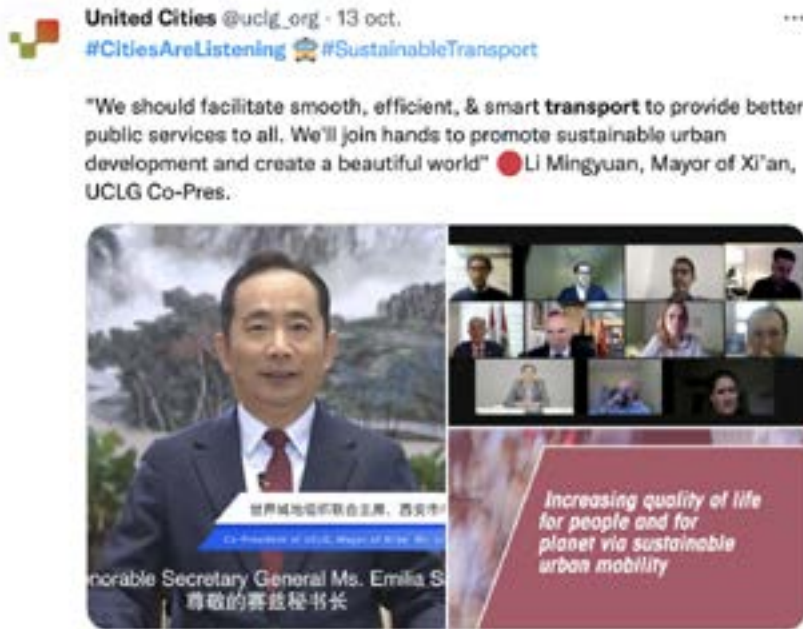 United Cities @uclg_org · 13 oct.
#CitiesAreListening #SustainableTransport
"We should facilitate smooth, efficient, & smart transport to provide better
public services to all. We'll join hands to promote sustainable urban
development and create a beautiful world" Li Mingyuan, Mayor of Xi'an,
UCLG Co-Pres.
世界城地组织联合主席、西安市
Co-President of UCLG, Mayor of Xi'an
norable Secretary General Ms. Emilia S
尊敬的赛兹秘书长
Increasing quality of life
for people and for
planet via sustainable
urban mobility